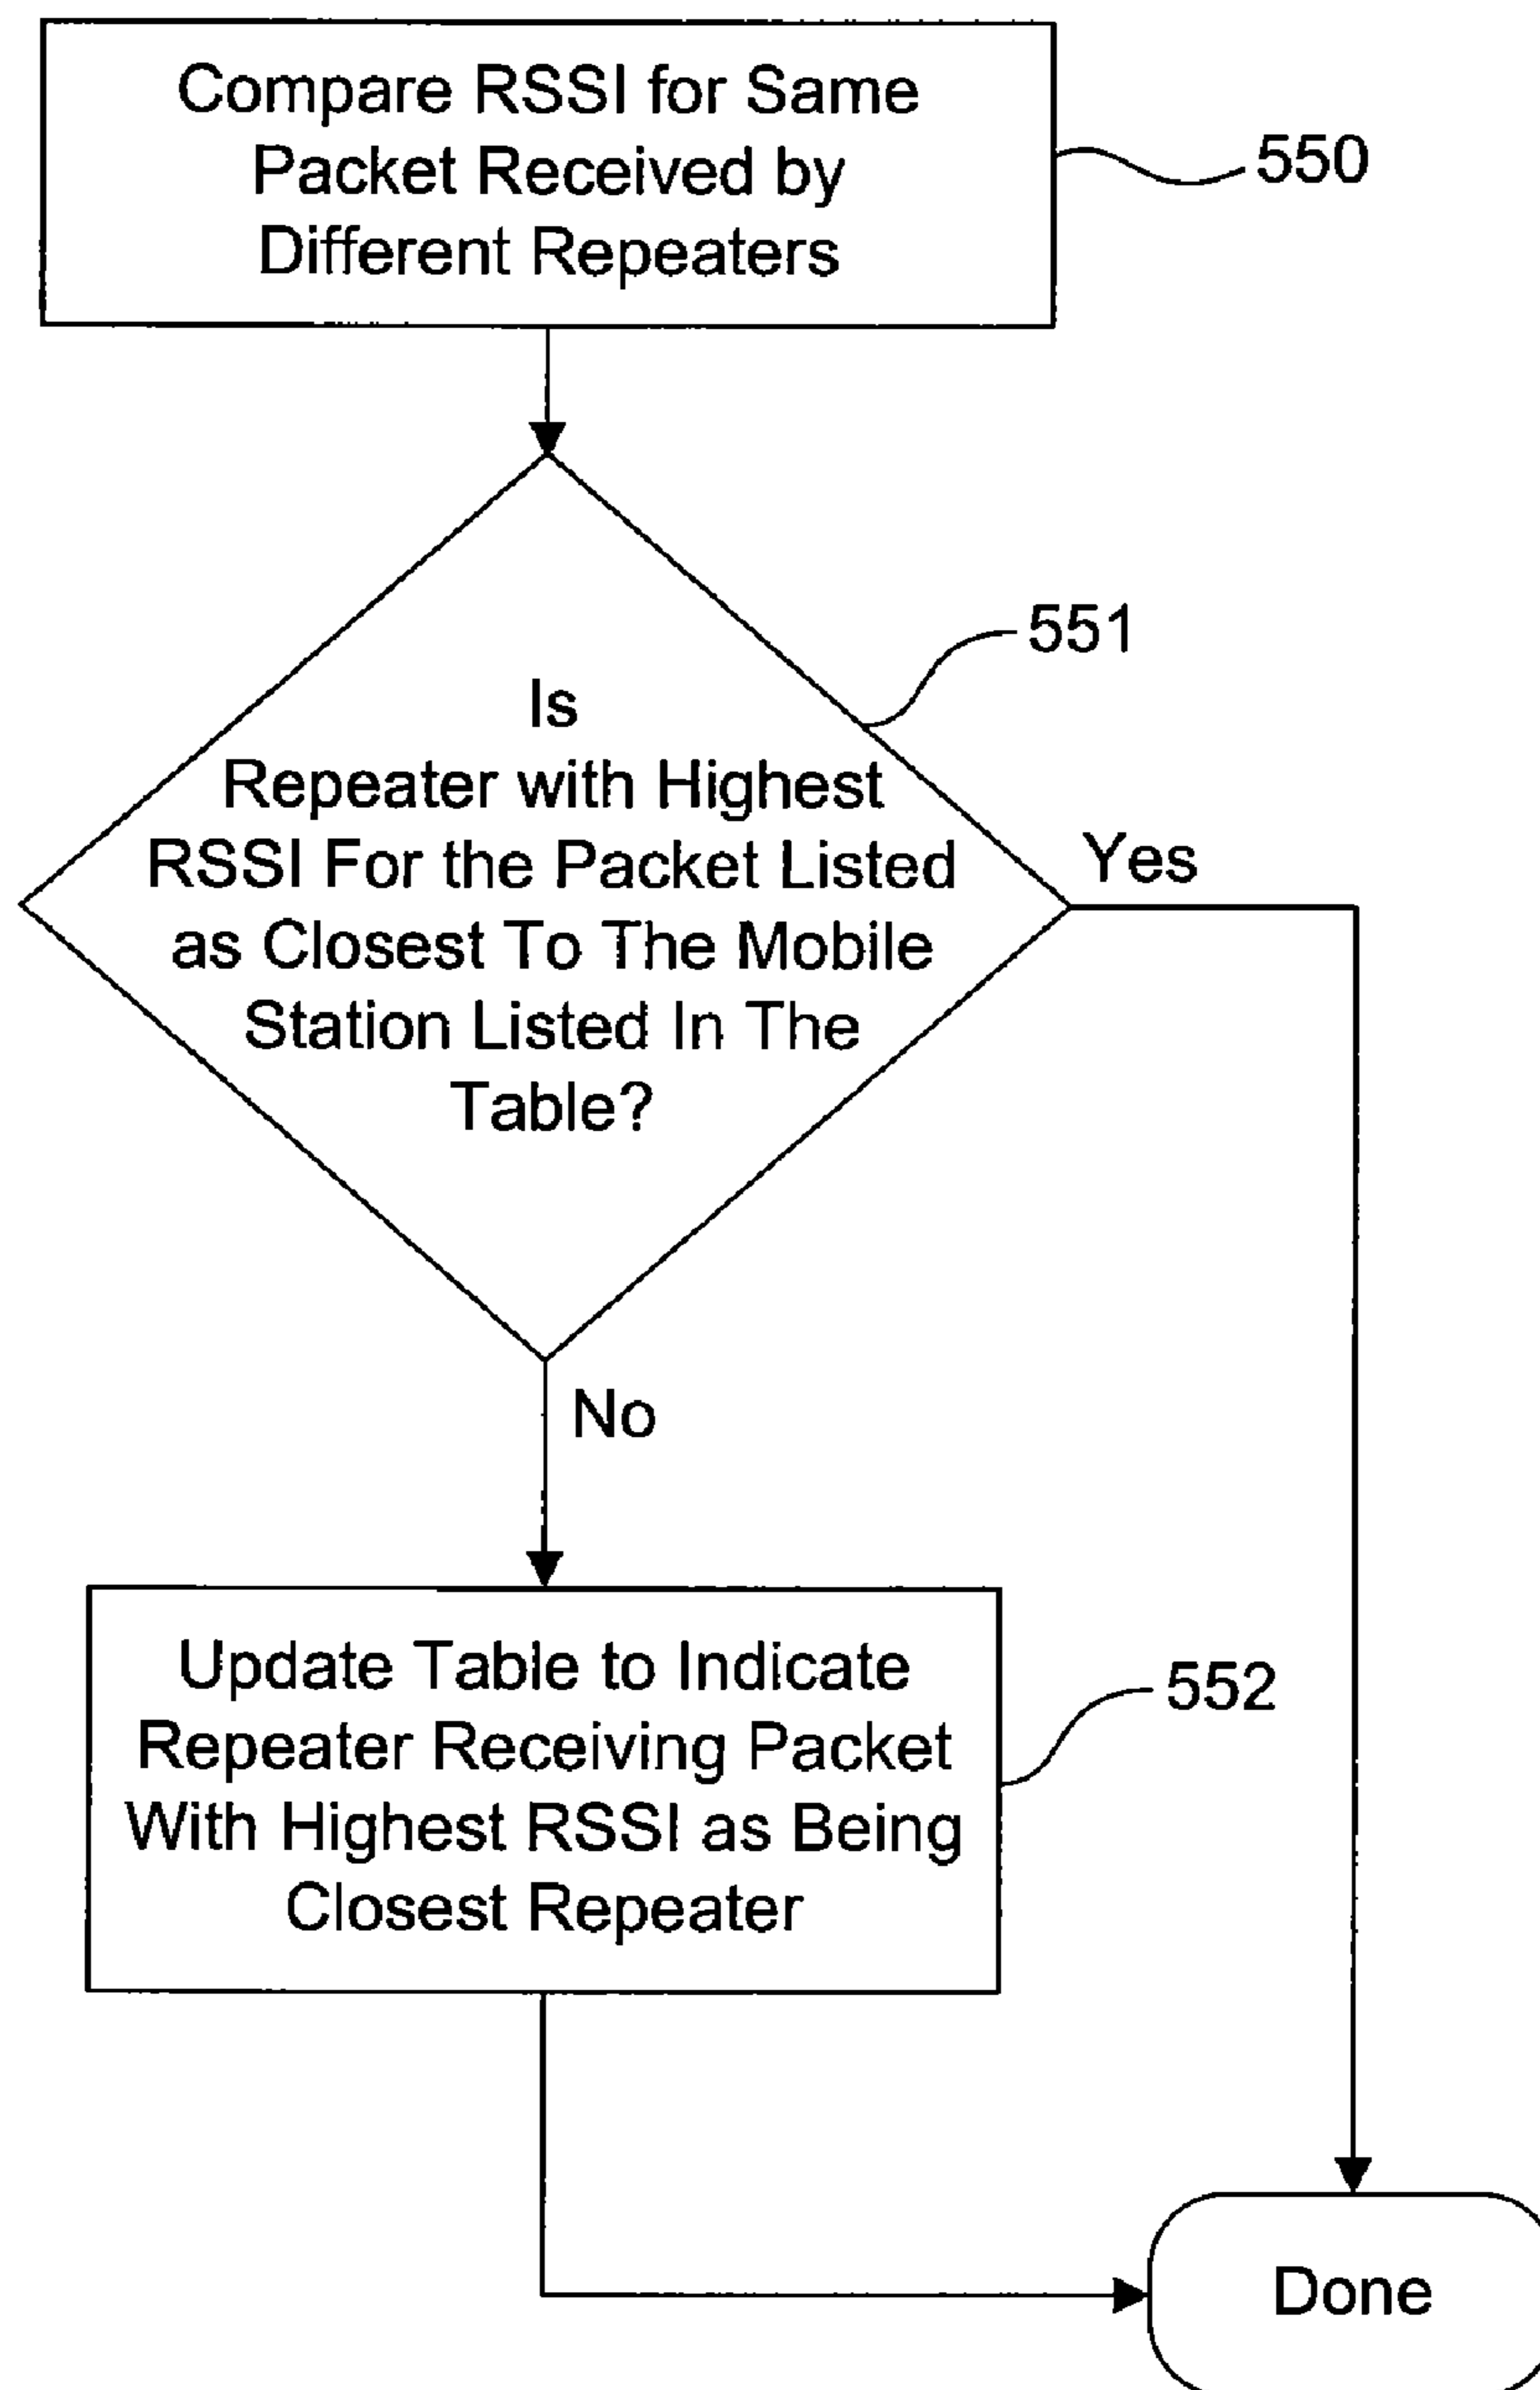 Compare RSSI for Same
Packet Received by
Different Repeaters
550
551
Is
Repeater with Highest
RSSI For the Packet Listed
as Closest To The Mobile
Station Listed In The
Table?
Yes
No
Update Table to Indicate
Repeater Receiving Packet
With Highest RSSI as Being
Closest Repeater
552
Done